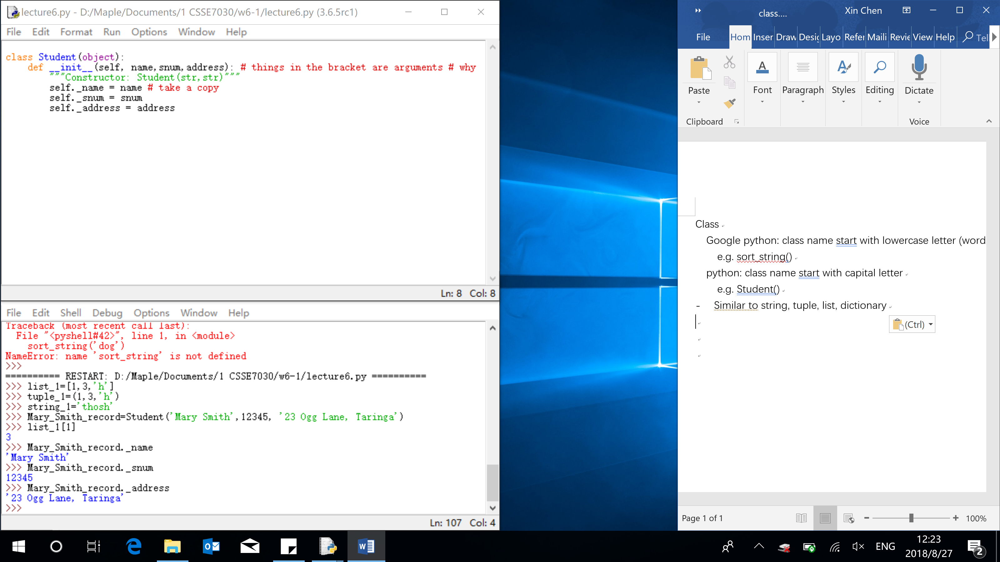 lecture6.py - D:/Maple/Documents/1 CSSE7030/w6-1/lecture6.py (3.6.5rc1)
File Edit Format Run Options Window Help
class Student(object):
def __init__(self, name,snum,address): # things in the bracket are arguments # why
"""Constructor: Student(str,str)"""
self._name = name # take a copy
self._snum = snum
self._address = address
Ln: 8 Col: 8
File Edit Shell Debug Options Window Help
Traceback (most recent call last):
File "<pyshell#42>", line 1, in <module>
sort_string('dog')
NameError: name 'sort_string' is not defined
>>>
========== RESTART: D:/Maple/Documents/1 CSSE7030/w6-1/lecture6.py ==========
>>> list_1=[1,3,'h']
>>> tuple_1=(1,3,'h')
>>> string_1='thosh'
>>> Mary_Smith_record=Student('Mary Smith',12345, '23 Ogg Lane, Taringa')
>>> list_1[1]
3
>>> Mary_Smith_record._name
'Mary Smith'
>>> Mary_Smith_record._snum
12345
>>> Mary_Smith_record._address
'23 Ogg Lane, Taringa'
>>>
Ln: 107 Col: 4
class.... Xin Chen
File Hom Inser Draw Desig Layo Refer Maili Revie View Help Tel
Paste Font Paragraph Styles Editing Dictate
Clipboard Voice
Class
Google python: class name start with lowercase letter (word
e.g. sort_string()
python: class name start with capital letter
e.g. Student()
- Similar to string, tuple, list, dictionary
(Ctrl)
Page 1 of 1 100%
ENG 12:23
2018/8/27
2